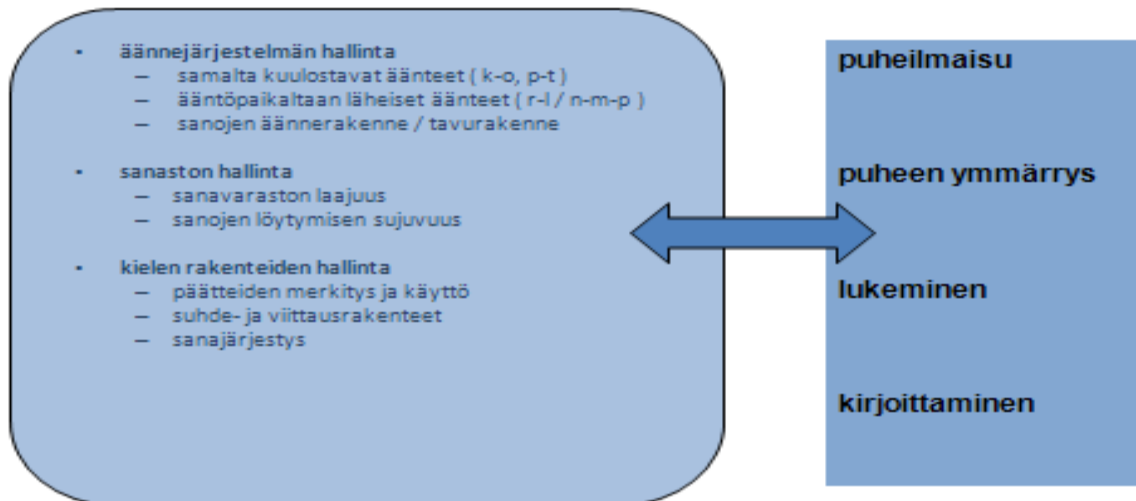 • äännejärjestelmän hallinta
– samalta kuulostavat äänteet ( k-o, p-t )
– ääntöpaikaltaan läheiset äänteet ( r-l / n-m-p )
– sanojen äännerakenne / tavurakenne
• sanaston hallinta
– sanavaraston laajuus
– sanojen löytymisen sujuvuus
• kielen rakenteiden hallinta
– päätteiden merkitys ja käyttö
– suhde- ja viittausrakenteet
– sanajärjestys
puheilmaisu
puheen ymmärrys
lukeminen
kirjoittaminen